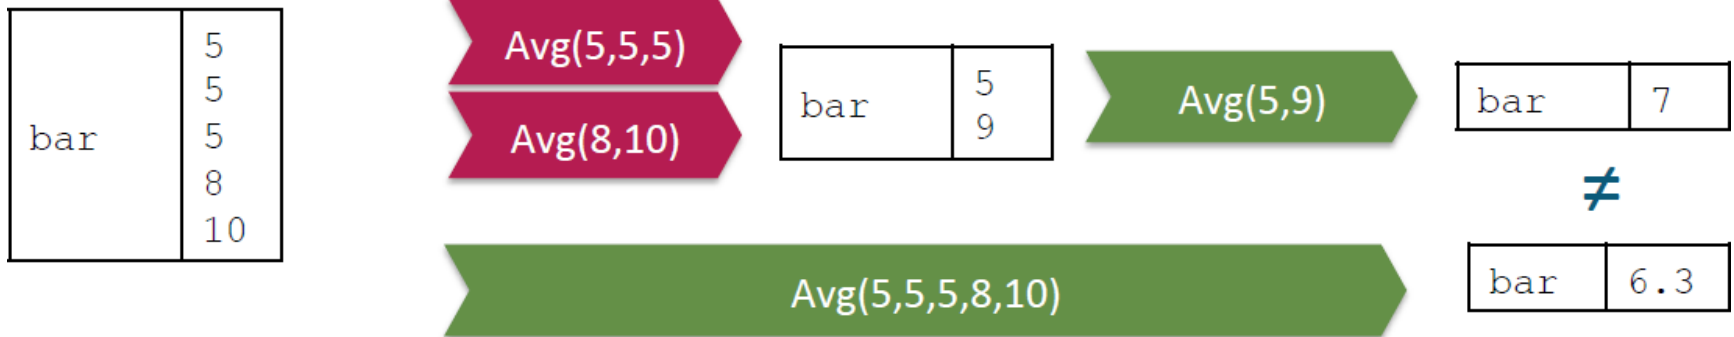 bar
5
5
5
8
10
Avg(5,5,5)
Avg(8,10)
bar
5
9
Avg(5,9)
bar 7
≠
Avg(5,5,5,8,10)
bar 6.3